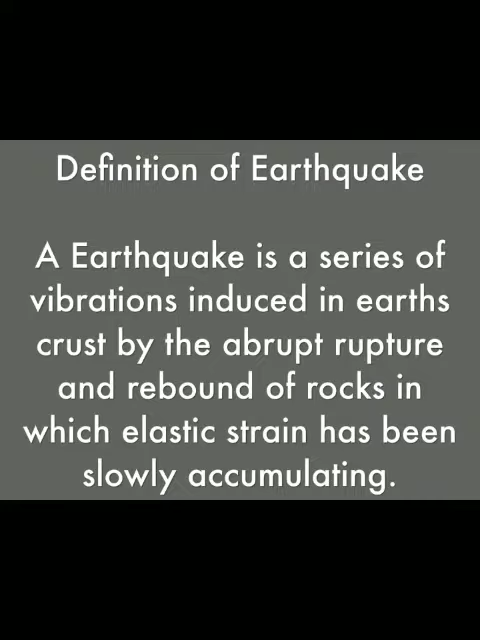 Definition of Earthquake
A Earthquake is a series of
vibrations induced in earths
crust by the abrupt rupture
and rebound of rocks in
which elastic strain has been
slowly accumulating.